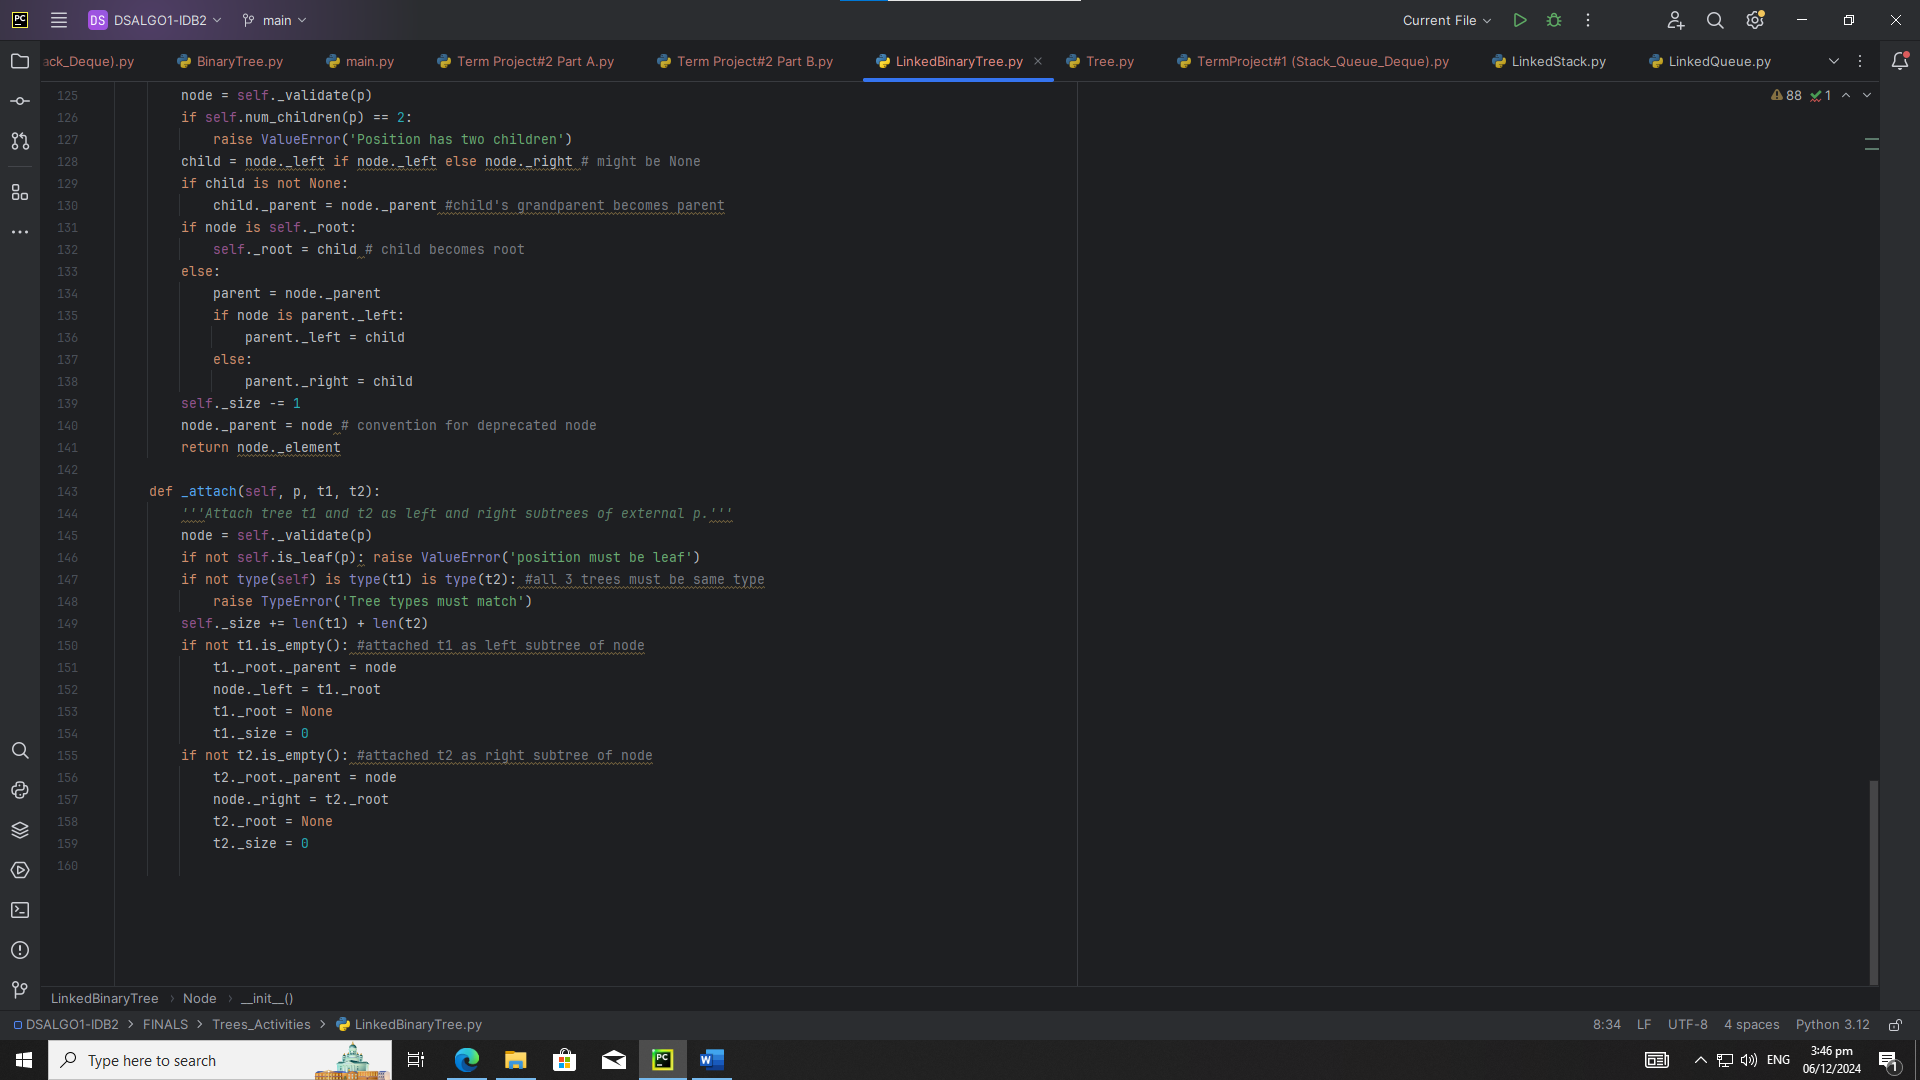 PC
DS DSALGO1-IDB2 main Current File
ack_Deque).py BinaryTree.py main.py Term Project#2 Part A.py Term Project#2 Part B.py LinkedBinaryTree.py Tree.py TermProject#1 (Stack_Queue_Deque).py LinkedStack.py LinkedQueue.py
88 1
125 node = self._validate(p)
126 if self.num_children(p) == 2:
127 raise ValueError('Position has two children')
128 child = node._left if node._left else node._right # might be None
129 if child is not None:
130 child._parent = node._parent #child's grandparent becomes parent
131 if node is self._root:
132 self._root = child # child becomes root
133 else:
134 parent = node._parent
135 if node is parent._left:
136 parent._left = child
137 else:
138 parent._right = child
139 self._size -= 1
140 node._parent = node # convention for deprecated node
141 return node._element
142
143 def _attach(self, p, t1, t2):
144 '''Attach tree t1 and t2 as left and right subtrees of external p.'''
145 node = self._validate(p)
146 if not self.is_leaf(p): raise ValueError('position must be leaf')
147 if not type(self) is type(t1) is type(t2): #all 3 trees must be same type
148 raise TypeError('Tree types must match')
149 self._size += len(t1) + len(t2)
150 if not t1.is_empty(): #attached t1 as left subtree of node
151 t1._root._parent = node
152 node._left = t1._root
153 t1._root = None
154 t1._size = 0
155 if not t2.is_empty(): #attached t2 as right subtree of node
156 t2._root._parent = node
157 node._right = t2._root
158 t2._root = None
159 t2._size = 0
160
LinkedBinaryTree › Node › __init__()
DSALGO1-IDB2 › FINALS › Trees_Activities › LinkedBinaryTree.py 8:34 LF UTF-8 4 spaces Python 3.12
Type here to search PC W ENG 3:46 pm
06/12/2024 1